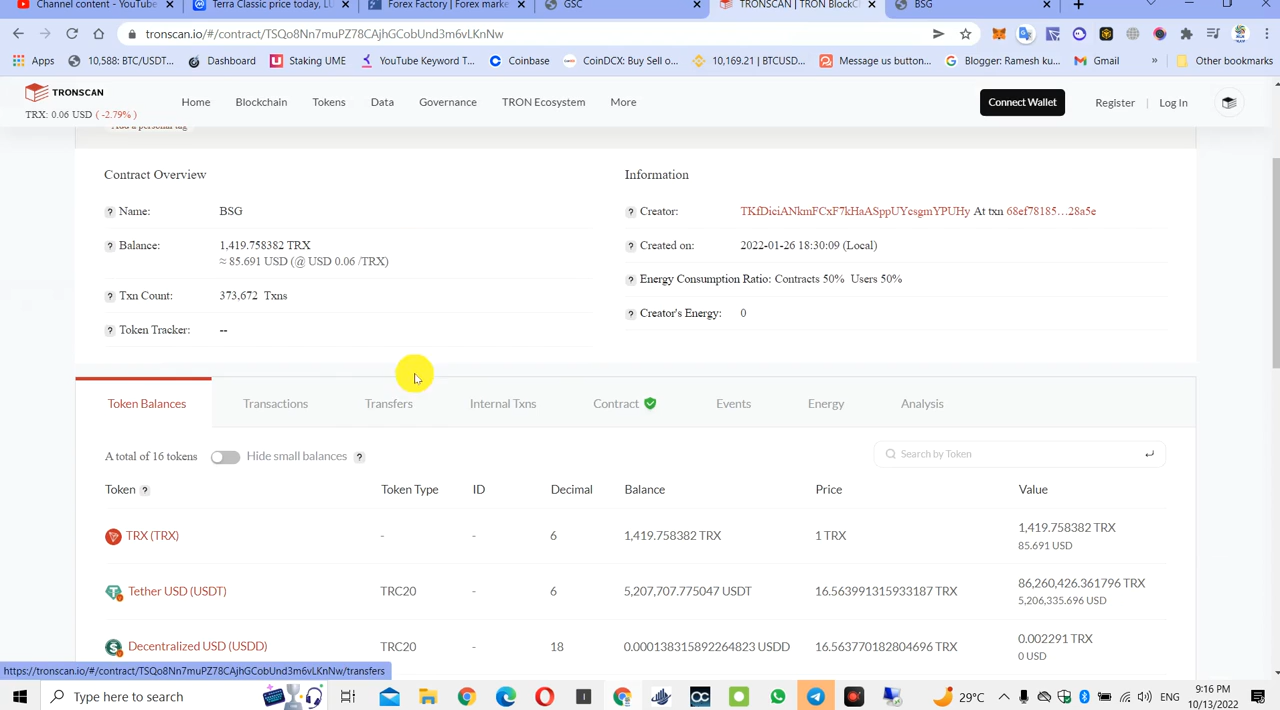 YouTube
Terra Classic price today, LU
Forex Factory | Forex marke
GSC
TRONSCAN | TRON BlockCh
BSG
tronscan.io/#/contract/TSQo8Nn7muPZ78CAjhGCobUnd3m6vLKnNw
Apps
10,588: BTC/USDT...
Dashboard
Staking UME
YouTube Keyword T...
Coinbase
CoinDCX: Buy Sell o...
10,169.21 | BTCUSD...
Message us button...
Blogger: Ramesh ku...
Gmail
»
Other bookmarks
TRONSCAN
TRX: 0.06 USD ( -2.79% )
Home
Blockchain
Tokens
Data
Governance
TRON Ecosystem
More
Connect Wallet
Register | Log In
Add a personal tag
Contract Overview
Information
? Name: BSG
? Creator: TKfDiciANkmFCxF7kHaASppUYcsgmYPUHy At txn 68ef78185...28a5e
? Balance: 1,419.758382 TRX
≈ 85.691 USD (@ USD 0.06 /TRX)
? Created on: 2022-01-26 18:30:09 (Local)
? Energy Consumption Ratio: Contracts 50% Users 50%
? Txn Count: 373,672 Txns
? Creator's Energy: 0
? Token Tracker: --
Token Balances
Transactions
Transfers
Internal Txns
Contract
Events
Energy
Analysis
A total of 16 tokens
Hide small balances ?
Search by Token
Token ? Token Type ID Decimal Balance Price Value
TRX (TRX) - - 6 1,419.758382 TRX 1 TRX 1,419.758382 TRX
85.691 USD
Tether USD (USDT) TRC20 - 6 5,207,707.775047 USDT 16.563991315933187 TRX 86,260,426.361796 TRX
5,206,335.696 USD
Decentralized USD (USDD) TRC20 - 18 0.000138315892264823 USDD 16.563770182804696 TRX 0.002291 TRX
0 USD
https://tronscan.io/#/contract/TSQo8Nn7muPZ78CAjhGCobUnd3m6vLKnNw/transfers
Type here to search
29°C
ENG
9:16 PM
10/13/2022